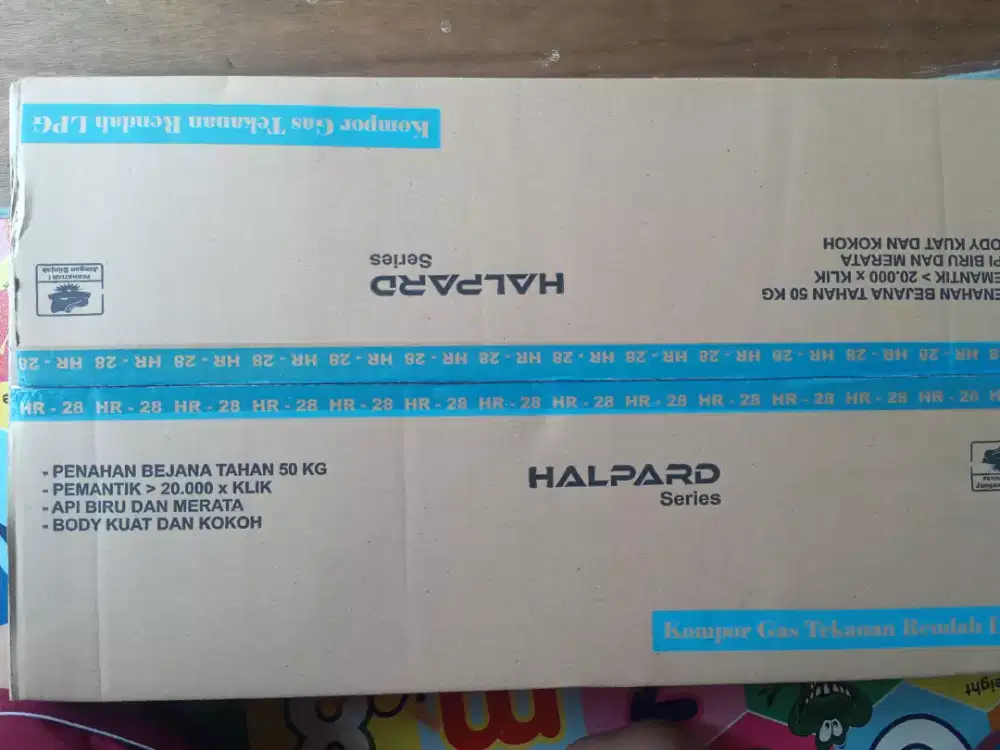 Kompor Gas Tekanan Rendah LPG
HALPARD
Series
PERHATIAN !
Jangan Diinjak
PENAHAN BEJANA TAHAN 50 KG
PEMANTIK > 20.000 x KLIK
API BIRU DAN MERATA
BODY KUAT DAN KOKOH
28 - HR - 28 - HR - 28 - HR - 28 - HR - 28 - HR - 28 - HR - 28 - HR - 28 - HR - 28 - HR - 28 - HR - 28 - HR - 28 - HR - 28
HR - 28 HR - 28 HR - 28 HR - 28 HR - 28 HR - 28 HR - 28 HR - 28 HR - 28 HR - 28 HR - 28 HR - 28 HR - 28
- PENAHAN BEJANA TAHAN 50 KG
- PEMANTIK > 20.000 x KLIK
- API BIRU DAN MERATA
- BODY KUAT DAN KOKOH
HALPARD
Series
Jangan
Kompor Gas Tekanan Rendah
eight